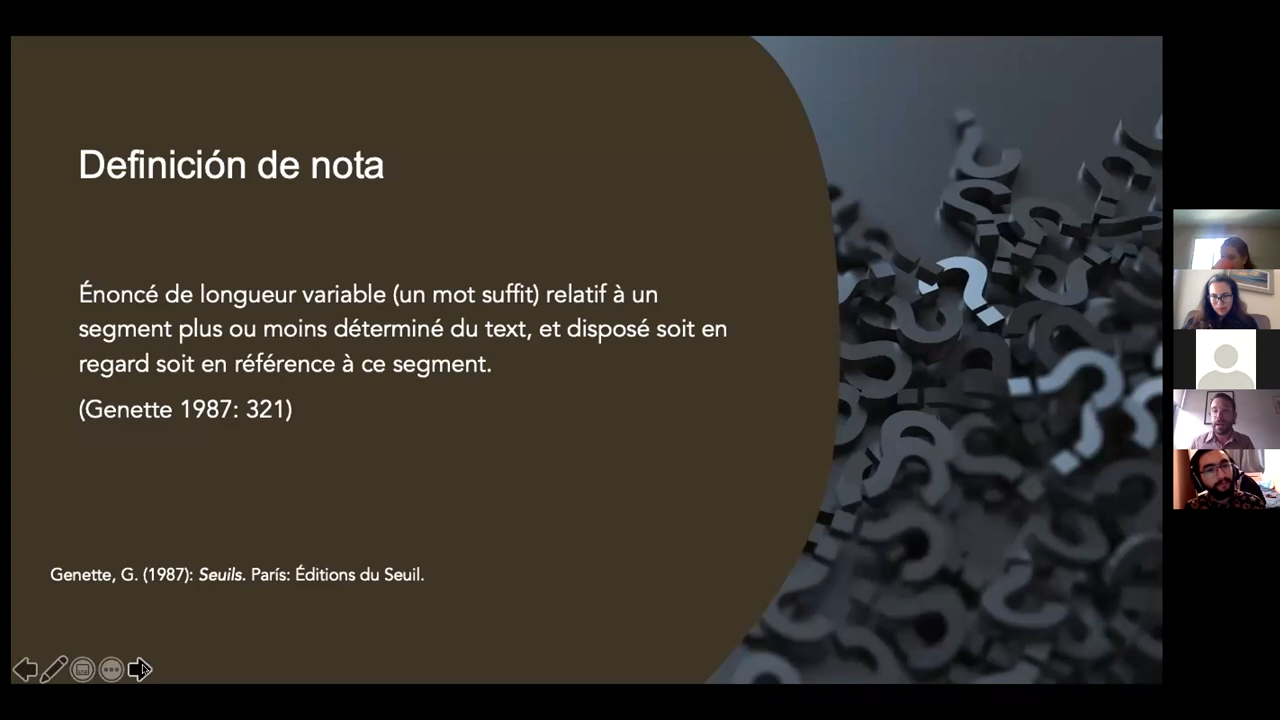 Definición de nota
Énoncé de longueur variable (un mot suffit) relatif à un
segment plus ou moins déterminé du text, et disposé soit en
regard soit en référence à ce segment.
(Genette 1987: 321)
Genette, G. (1987): Seuils. París: Éditions du Seuil.